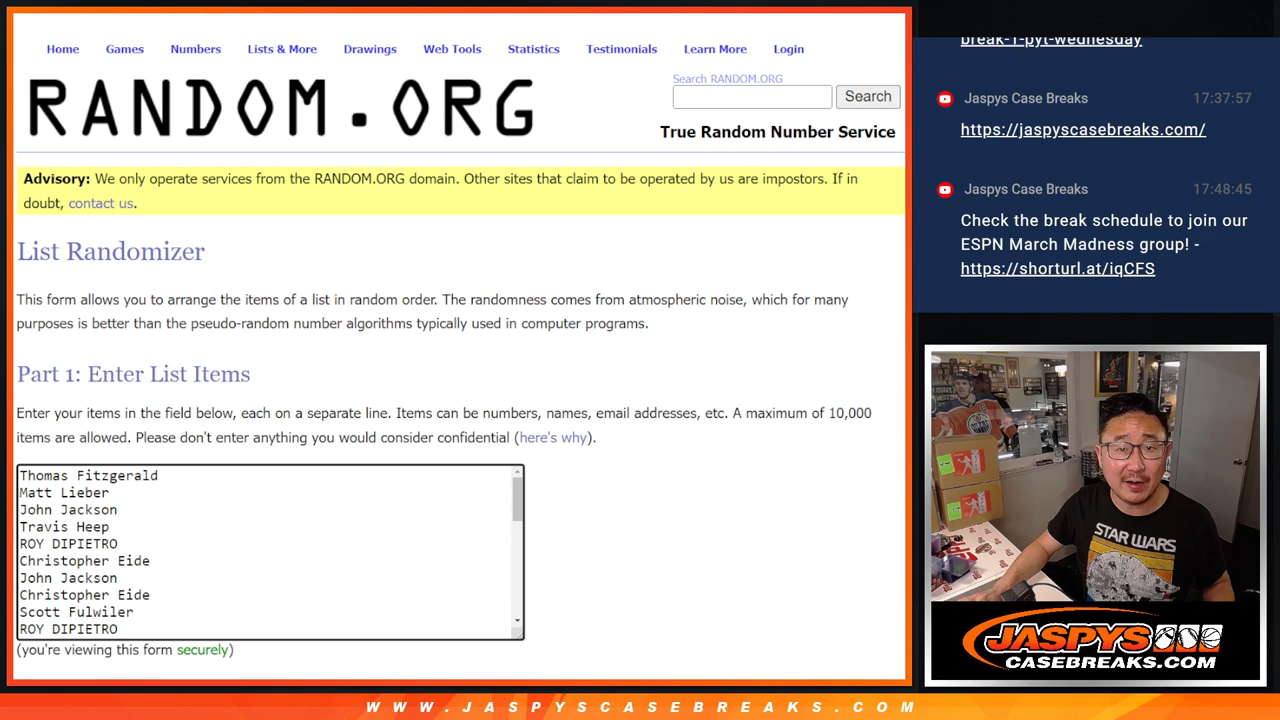 Home Games Numbers Lists & More Drawings Web Tools Statistics Testimonials Learn More Login
RANDOM.ORG
Search RANDOM.ORG
Search
True Random Number Service
Advisory: We only operate services from the RANDOM.ORG domain. Other sites that claim to be operated by us are impostors. If in
doubt, contact us.
List Randomizer
This form allows you to arrange the items of a list in random order. The randomness comes from atmospheric noise, which for many
purposes is better than the pseudo-random number algorithms typically used in computer programs.
Part 1: Enter List Items
Enter your items in the field below, each on a separate line. Items can be numbers, names, email addresses, etc. A maximum of 10,000
items are allowed. Please don't enter anything you would consider confidential (here's why).
Thomas Fitzgerald
Matt Lieber
John Jackson
Travis Heep
ROY DIPIETRO
Christopher Eide
John Jackson
Christopher Eide
Scott Fulwiler
ROY DIPIETRO
(you're viewing this form securely)
break-1-pyt-wednesday
Jaspys Case Breaks 17:37:57
https://jaspyscasebreaks.com/
Jaspys Case Breaks 17:48:45
Check the break schedule to join our
ESPN March Madness group! -
https://shorturl.at/iqCFS
STAR WARS
JASPYS
CASEBREAKS.COM
WWW.JASPYSCASEBREAKS.COM